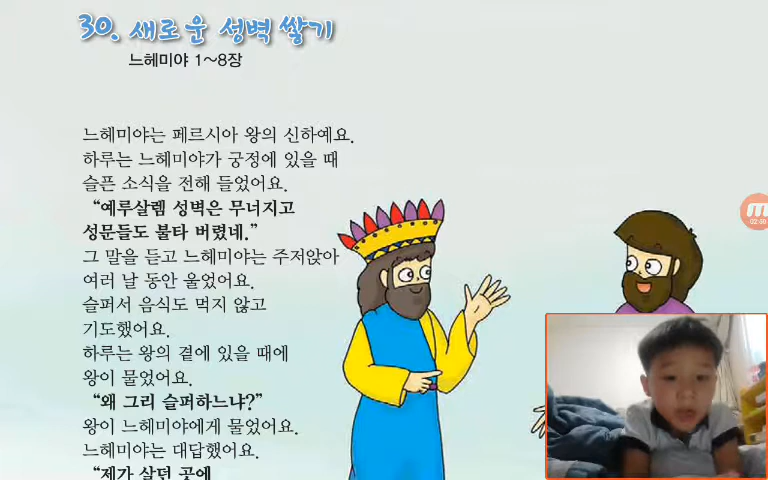 30. 새로운 성벽 쌓기
느헤미야 1~8장
느헤미야는 페르시아 왕의 신하예요.
하루는 느헤미야가 궁정에 있을 때
슬픈 소식을 전해 들었어요.
“예루살렘 성벽은 무너지고
성문들도 불타 버렸네.”
그 말을 듣고 느헤미야는 주저앉아
여러 날 동안 울었어요.
슬퍼서 음식도 먹지 않고
기도했어요.
하루는 왕의 곁에 있을 때에
왕이 물었어요.
“왜 그리 슬퍼하느냐?”
왕이 느헤미야에게 물었어요.
느헤미야는 대답했어요.
“제가 살던 곳에